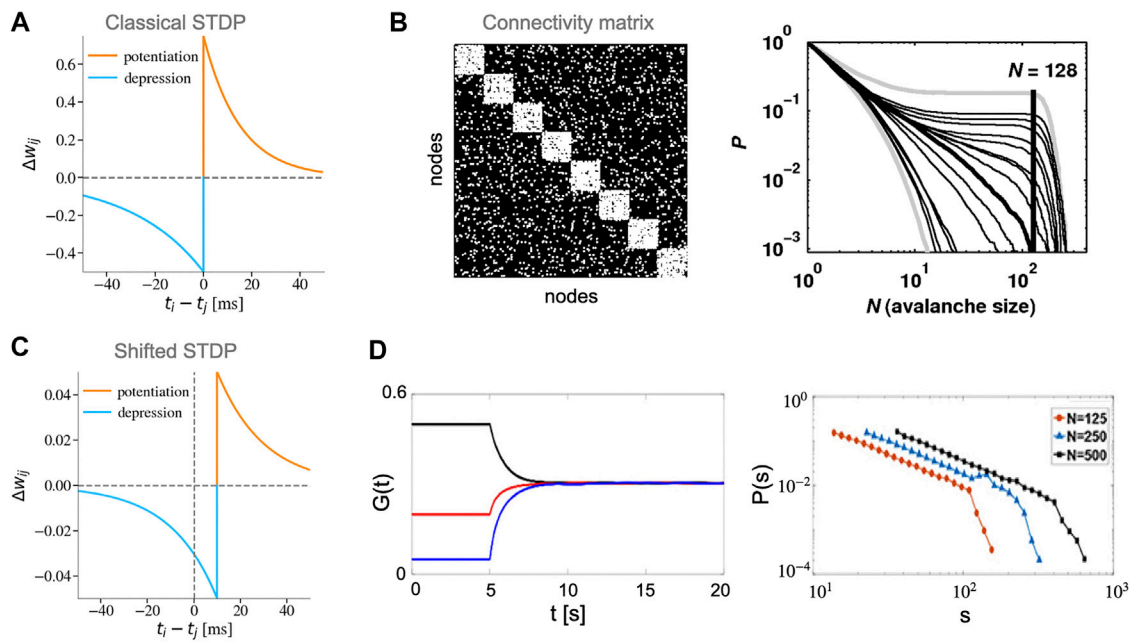 A
Classical STDP
potentiation
depression
0.6
0.4
0.2
0.0
−0.2
−0.4
Δw_ij
−40 −20 0 20 40
t_i − t_j [ms]
B
Connectivity matrix
nodes
nodes
N = 128
P
10^0
10^−1
10^−2
10^−3
10^0 10^1 10^2
N (avalanche size)
C
Shifted STDP
potentiation
depression
0.04
0.02
0.00
−0.02
−0.04
Δw_ij
−40 −20 0 20 40
t_i − t_j [ms]
D
0.6
G(t)
0
0 5 10 15 20
t [s]
10^0
10^−2
10^−4
P(s)
N=125
N=250
N=500
10^1 10^2 10^3
s